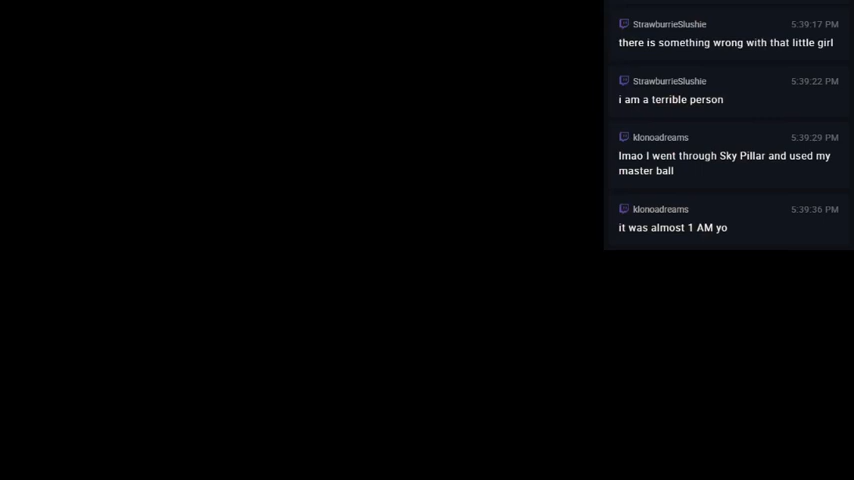 StrawburrieSlushie 5:39:17 PM
there is something wrong with that little girl
StrawburrieSlushie 5:39:22 PM
i am a terrible person
klonoadreams 5:39:29 PM
lmao I went through Sky Pillar and used my
master ball
klonoadreams 5:39:36 PM
it was almost 1 AM yo